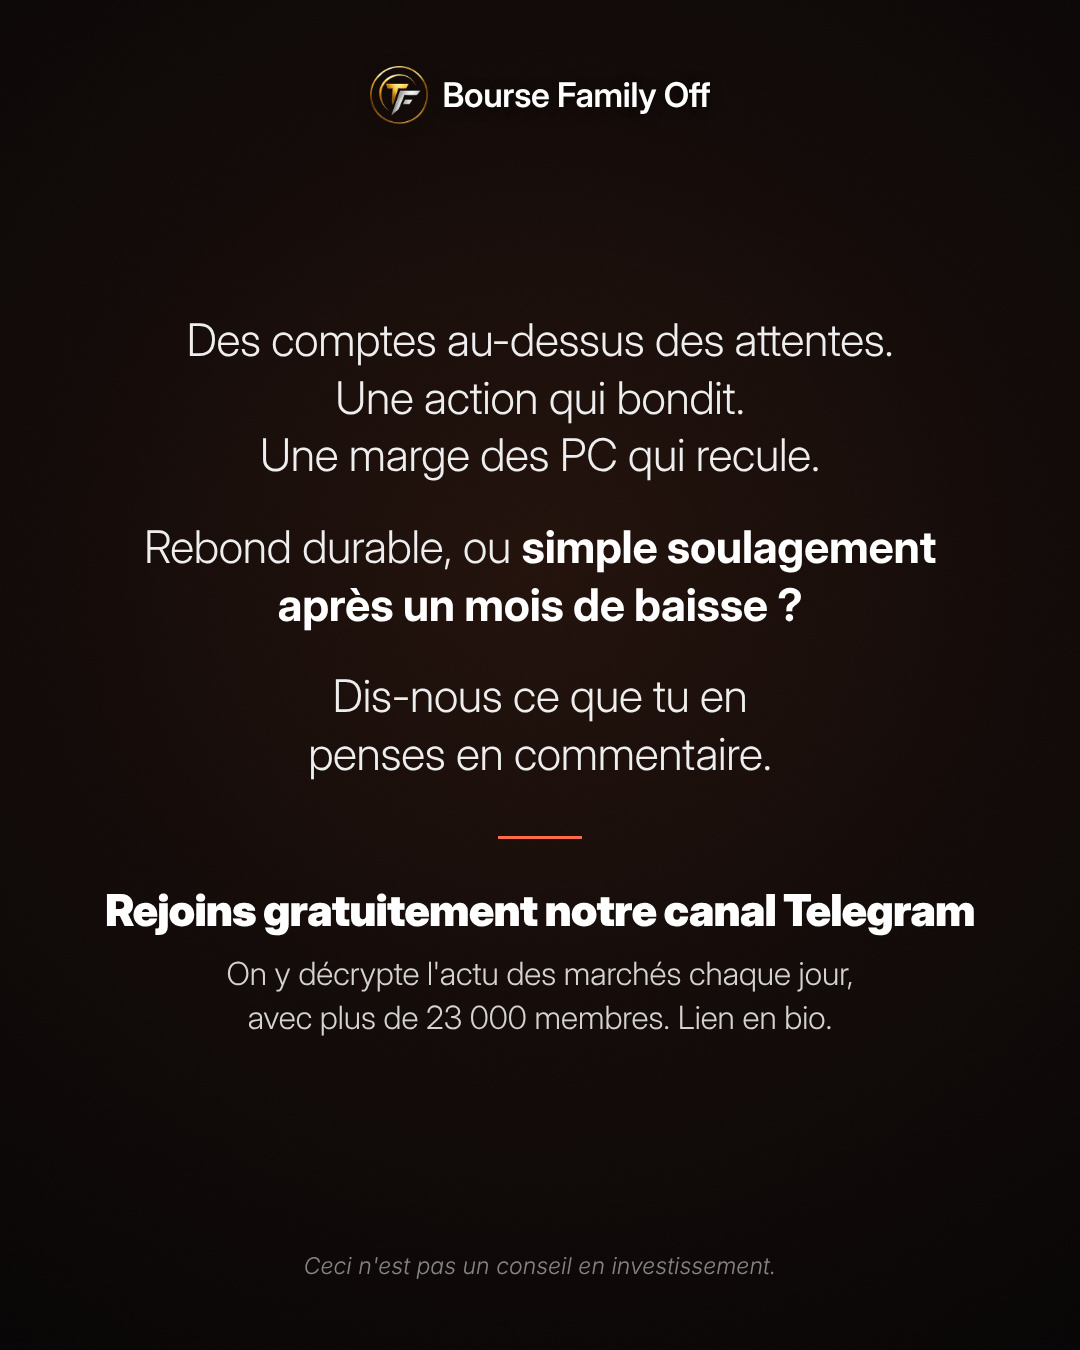 TF Bourse Family Off
Des comptes au-dessus des attentes.
Une action qui bondit.
Une marge des PC qui recule.
Rebond durable, ou simple soulagement
après un mois de baisse ?
Dis-nous ce que tu en
penses en commentaire.
Rejoins gratuitement notre canal Telegram
On y décrypte l'actu des marchés chaque jour,
avec plus de 23 000 membres. Lien en bio.
Ceci n'est pas un conseil en investissement.